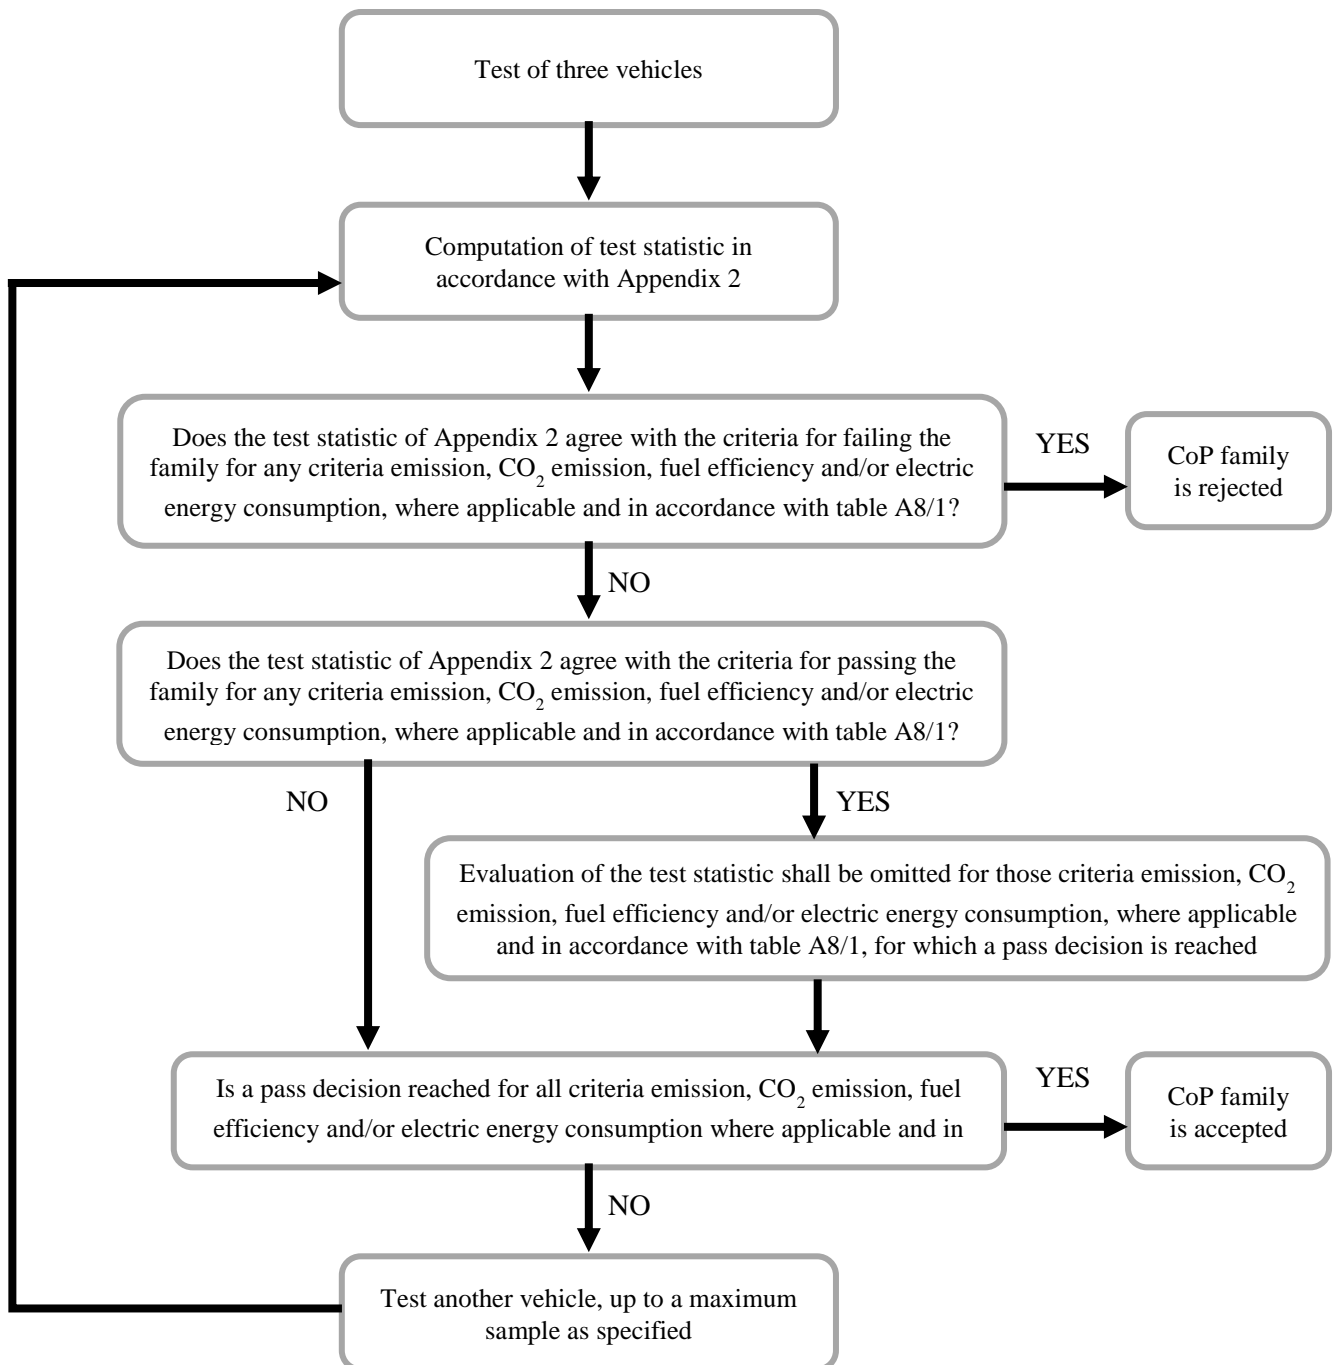 Test of three vehicles
Computation of test statistic in
accordance with Appendix 2
Does the test statistic of Appendix 2 agree with the criteria for failing the
family for any criteria emission, CO2 emission, fuel efficiency and/or electric
energy consumption, where applicable and in accordance with table A8/1?
YES
CoP family
is rejected
NO
Does the test statistic of Appendix 2 agree with the criteria for passing the
family for any criteria emission, CO2 emission, fuel efficiency and/or electric
energy consumption, where applicable and in accordance with table A8/1?
NO
YES
Evaluation of the test statistic shall be omitted for those criteria emission, CO2
emission, fuel efficiency and/or electric energy consumption, where applicable
and in accordance with table A8/1, for which a pass decision is reached
Is a pass decision reached for all criteria emission, CO2 emission, fuel
efficiency and/or electric energy consumption where applicable and in
YES
CoP family
is accepted
NO
Test another vehicle, up to a maximum
sample as specified